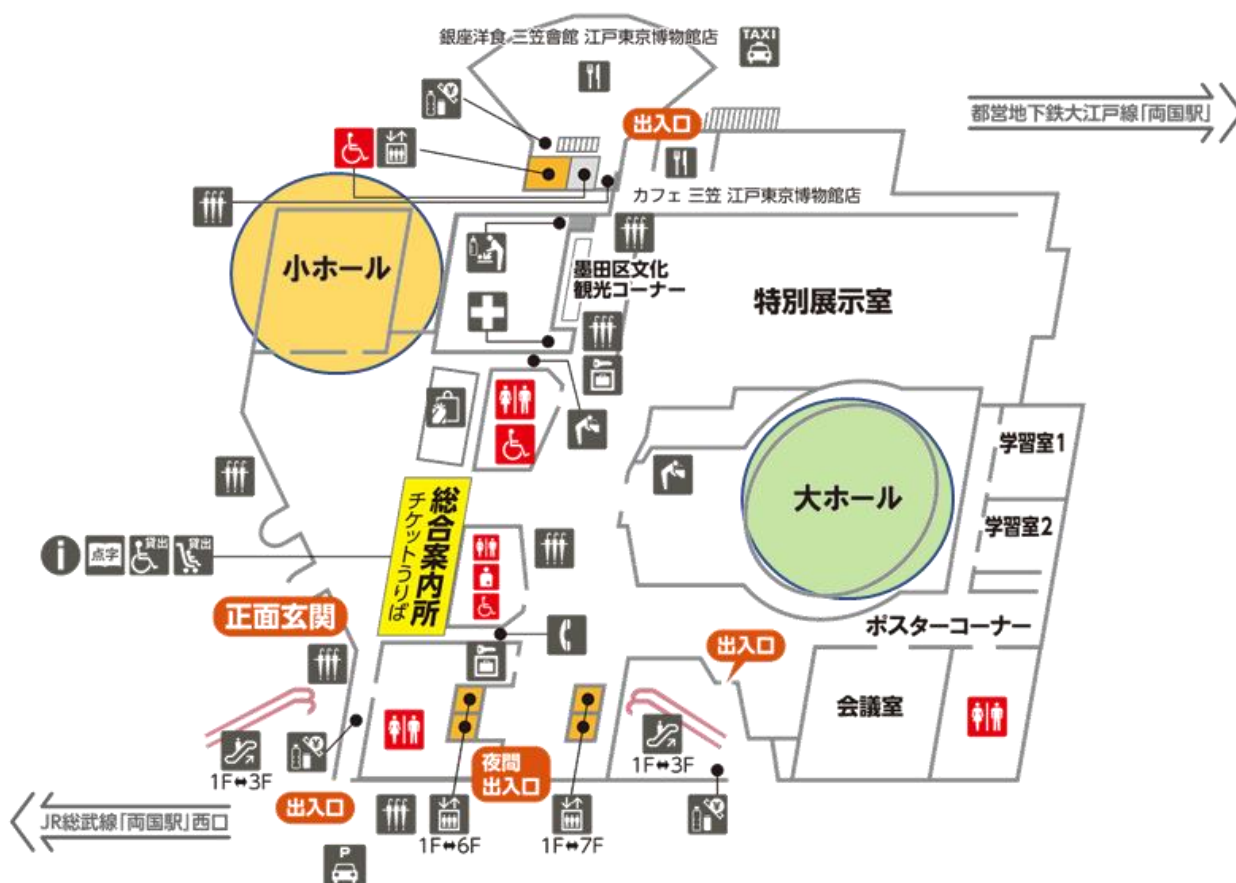 銀座洋食 三笠會館 江戸東京博物館店
TAXI
都営地下鉄大江戸線「両国駅」
出入口
カフェ 三笠 江戸東京博物館店
小ホール
墨田区文化
観光コーナー
特別展示室
学習室1
大ホール
学習室2
総合案内所
チケットうりば
i
点字
貸出
貸出
正面玄関
ポスターコーナー
出入口
会議室
1F⇔3F
夜間
出入口
1F⇔3F
出入口
JR総武線「両国駅」西口
1F⇔6F
1F⇔7F
P